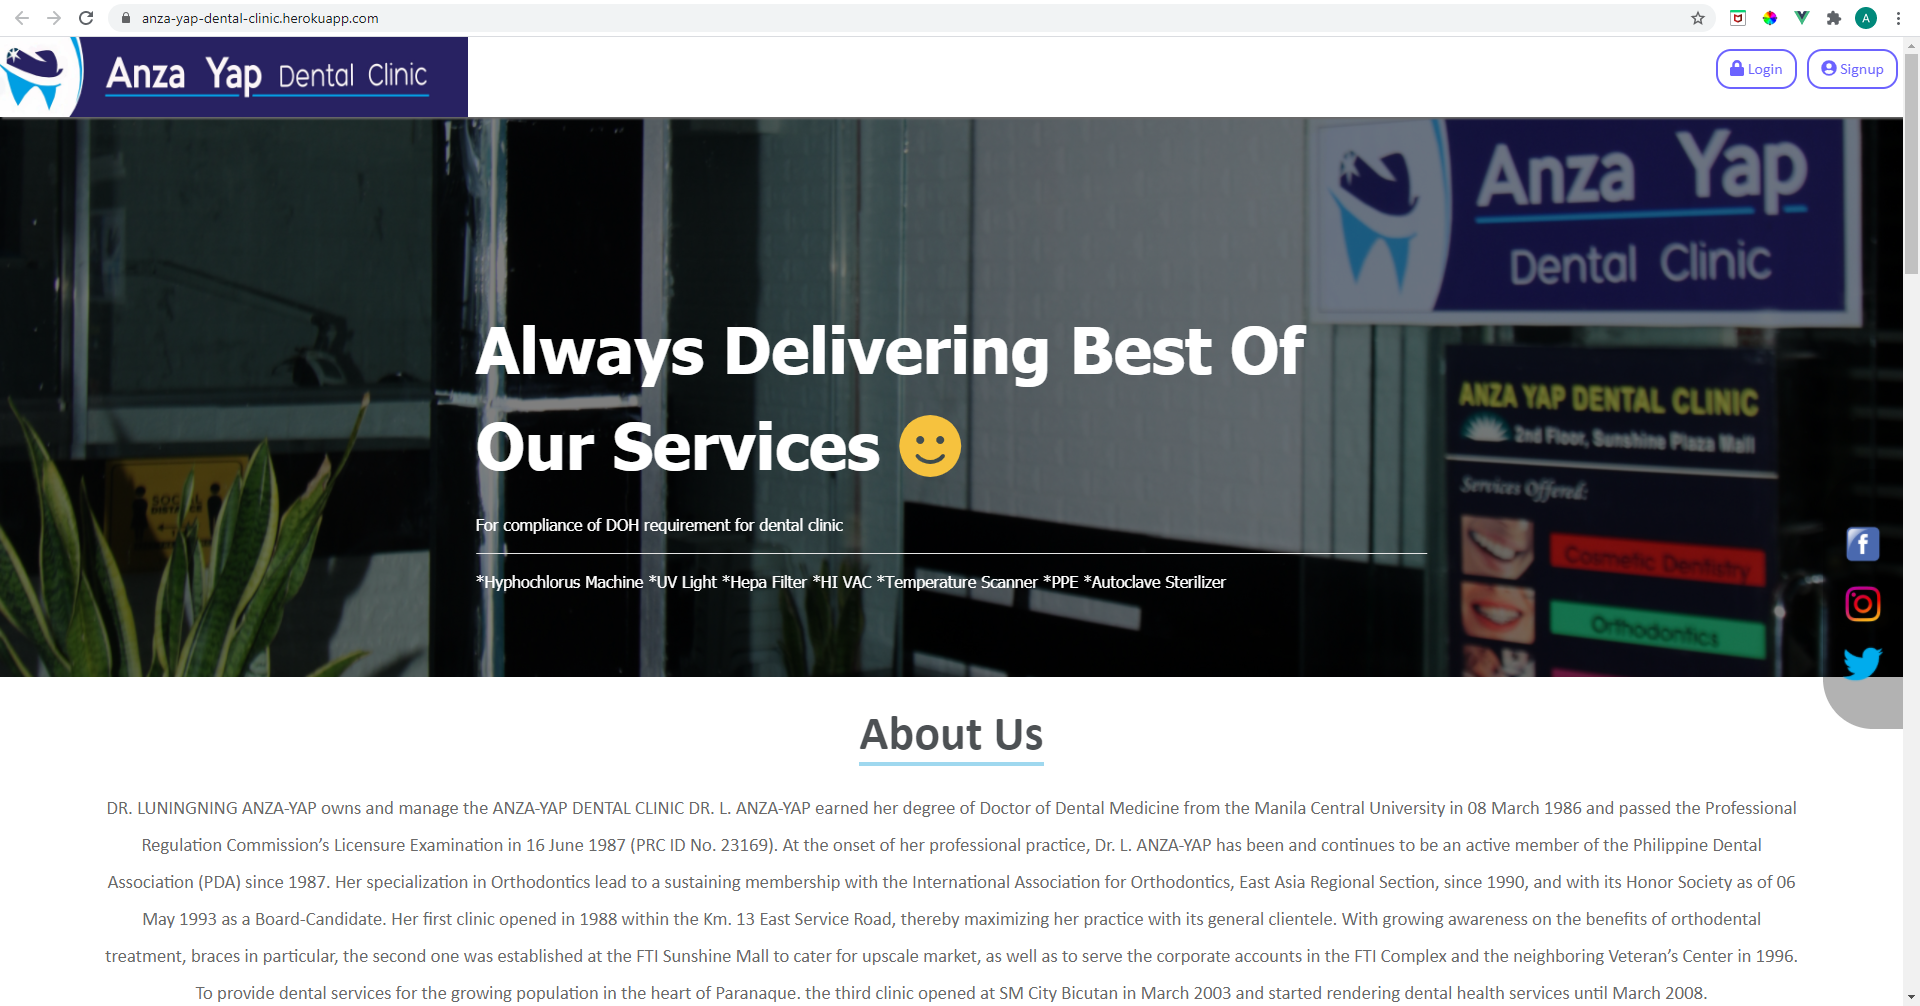 anza-yap-dental-clinic.herokuapp.com
A
Anza Yap Dental Clinic
Login
Signup
Anza Yap
Dental Clinic
Always Delivering Best Of
Our Services
ANZA YAP DENTAL CLINIC
2nd Floor, Sunshine Plaza Mall
Services Offered:
SOCIAL
DISTANCE
For compliance of DOH requirement for dental clinic
Cosmetic Dentistry
*Hyphochlorus Machine *UV Light *Hepa Filter *HI VAC *Temperature Scanner *PPE *Autoclave Sterilizer
Orthodontics
About Us
DR. LUNINGNING ANZA-YAP owns and manage the ANZA-YAP DENTAL CLINIC DR. L. ANZA-YAP earned her degree of Doctor of Dental Medicine from the Manila Central University in 08 March 1986 and passed the Professional
Regulation Commission’s Licensure Examination in 16 June 1987 (PRC ID No. 23169). At the onset of her professional practice, Dr. L. ANZA-YAP has been and continues to be an active member of the Philippine Dental
Association (PDA) since 1987. Her specialization in Orthodontics lead to a sustaining membership with the International Association for Orthodontics, East Asia Regional Section, since 1990, and with its Honor Society as of 06
May 1993 as a Board-Candidate. Her first clinic opened in 1988 within the Km. 13 East Service Road, thereby maximizing her practice with its general clientele. With growing awareness on the benefits of orthodental
treatment, braces in particular, the second one was established at the FTI Sunshine Mall to cater for upscale market, as well as to serve the corporate accounts in the FTI Complex and the neighboring Veteran’s Center in 1996.
To provide dental services for the growing population in the heart of Paranaque. the third clinic opened at SM City Bicutan in March 2003 and started rendering dental health services until March 2008.